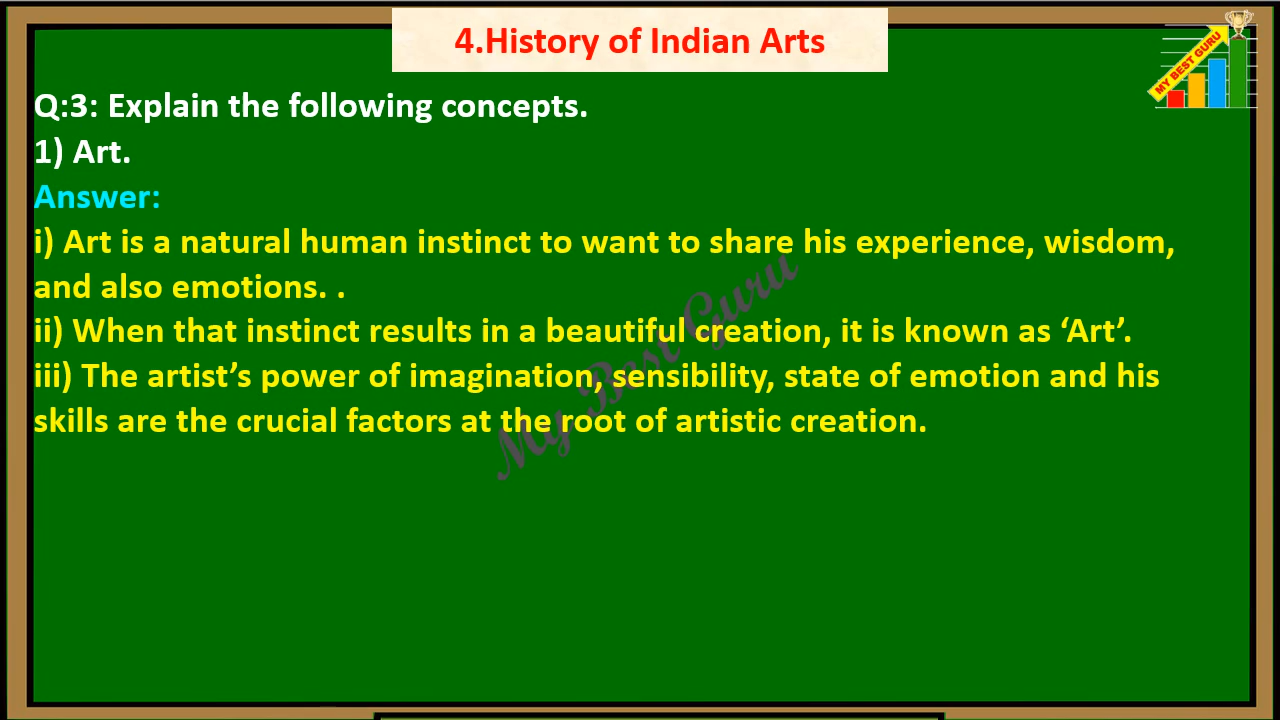 4.History of Indian Arts
MY BEST GURU
Q:3: Explain the following concepts.
1) Art.
Answer:
i) Art is a natural human instinct to want to share his experience, wisdom,
and also emotions. .
ii) When that instinct results in a beautiful creation, it is known as ‘Art’.
iii) The artist’s power of imagination, sensibility, state of emotion and his
skills are the crucial factors at the root of artistic creation.
My Best Guru